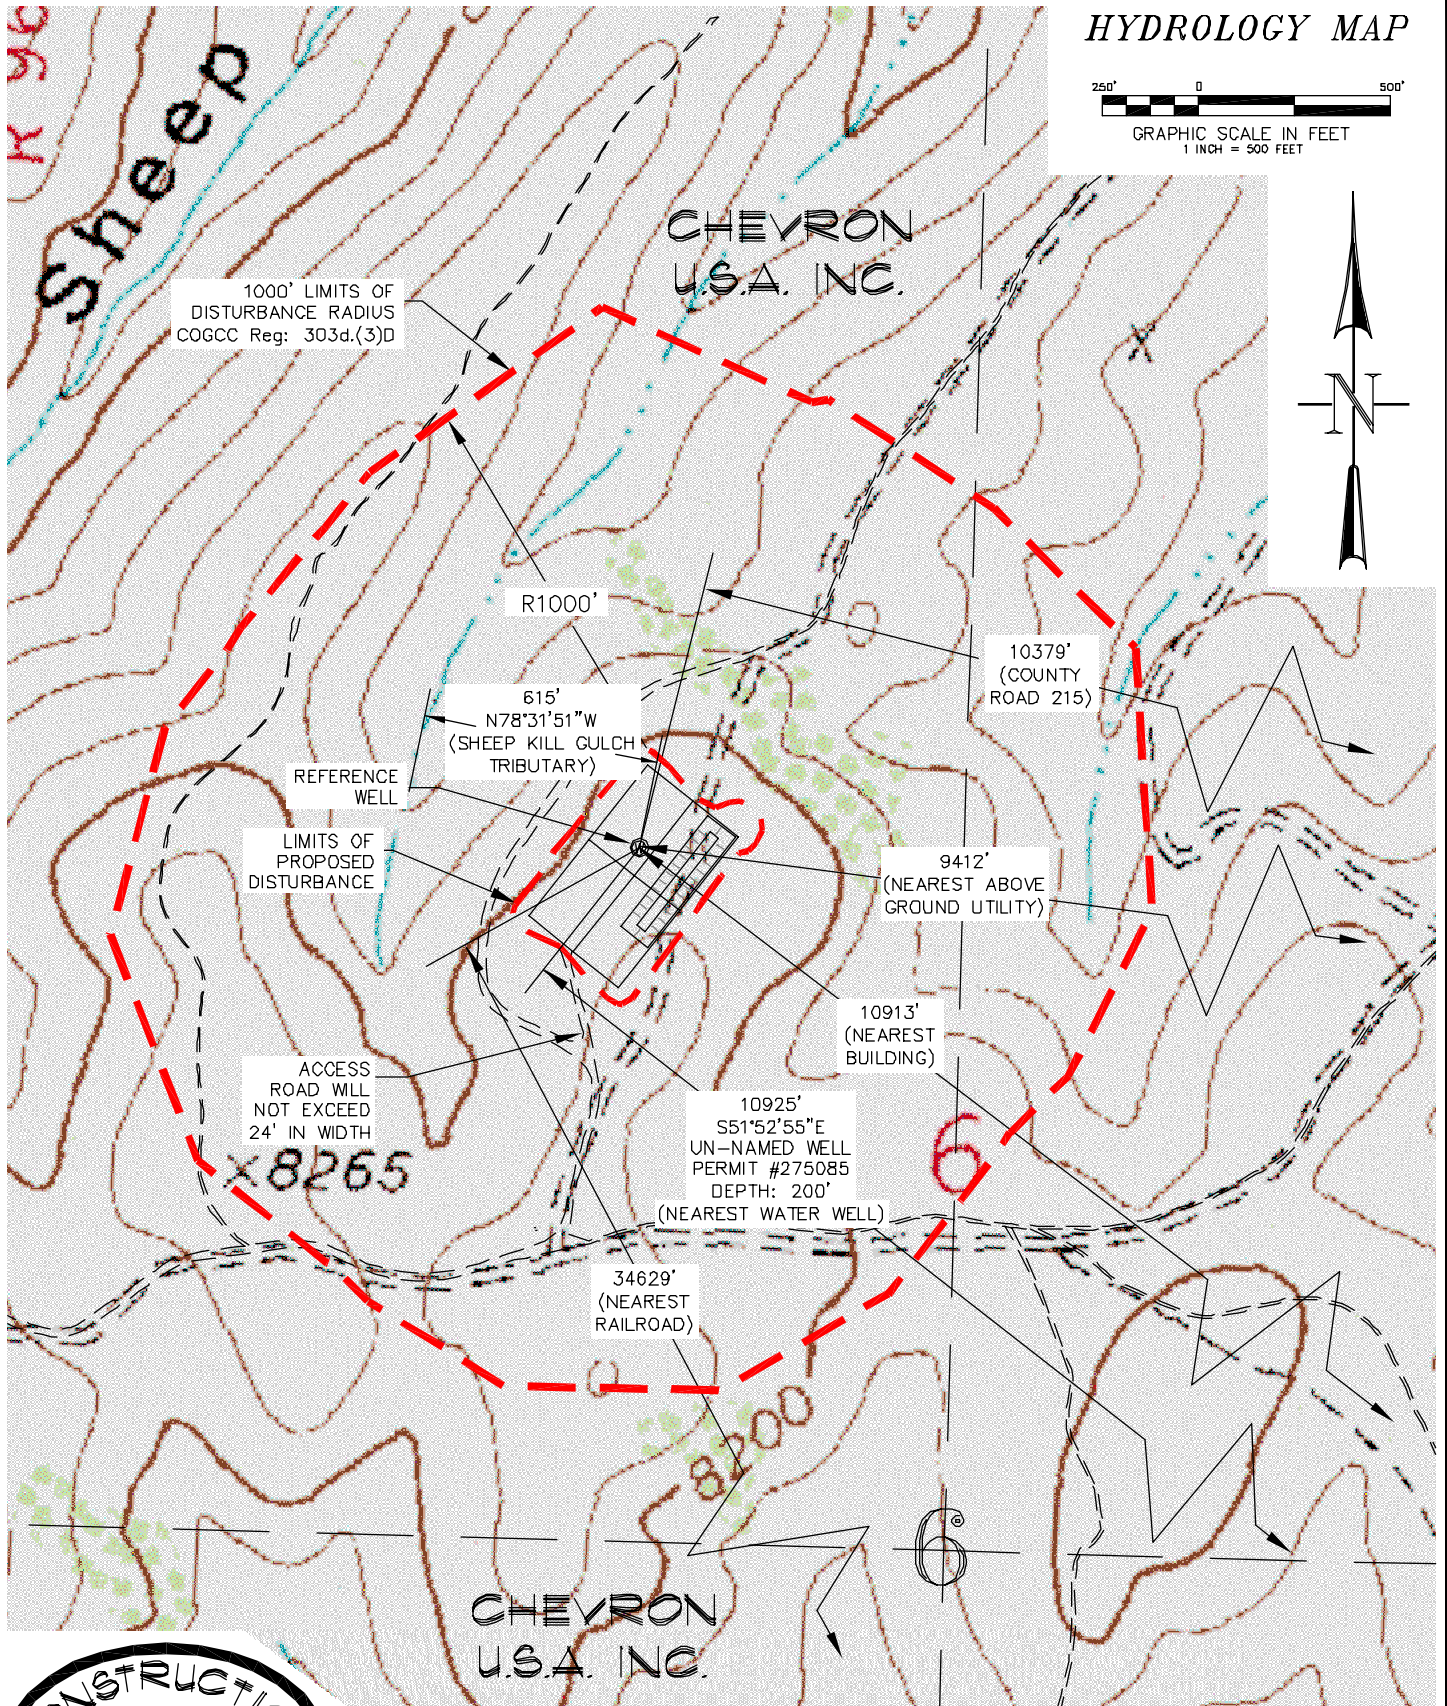 HYDROLOGY MAP
250'
0
500'
GRAPHIC SCALE IN FEET
1 INCH = 500 FEET
Sheep
CHEVRON
U.S.A. INC.
1000' LIMITS OF
DISTURBANCE RADIUS
COGCC Reg: 303d.(3)D
N
R1000'
10379'
(COUNTY
ROAD 215)
615'
N78°31'51"W
(SHEEP KILL GULCH
TRIBUTARY)
REFERENCE
WELL
LIMITS OF
PROPOSED
DISTURBANCE
9412'
(NEAREST ABOVE
GROUND UTILITY)
10913'
(NEAREST
BUILDING)
ACCESS
ROAD WILL
NOT EXCEED
24' IN WIDTH
10925'
S51°52'55"E
UN-NAMED WELL
PERMIT #275085
DEPTH: 200'
(NEAREST WATER WELL)
6
×8265
34629'
(NEAREST
RAILROAD)
8200
6
CHEVRON
U.S.A. INC.